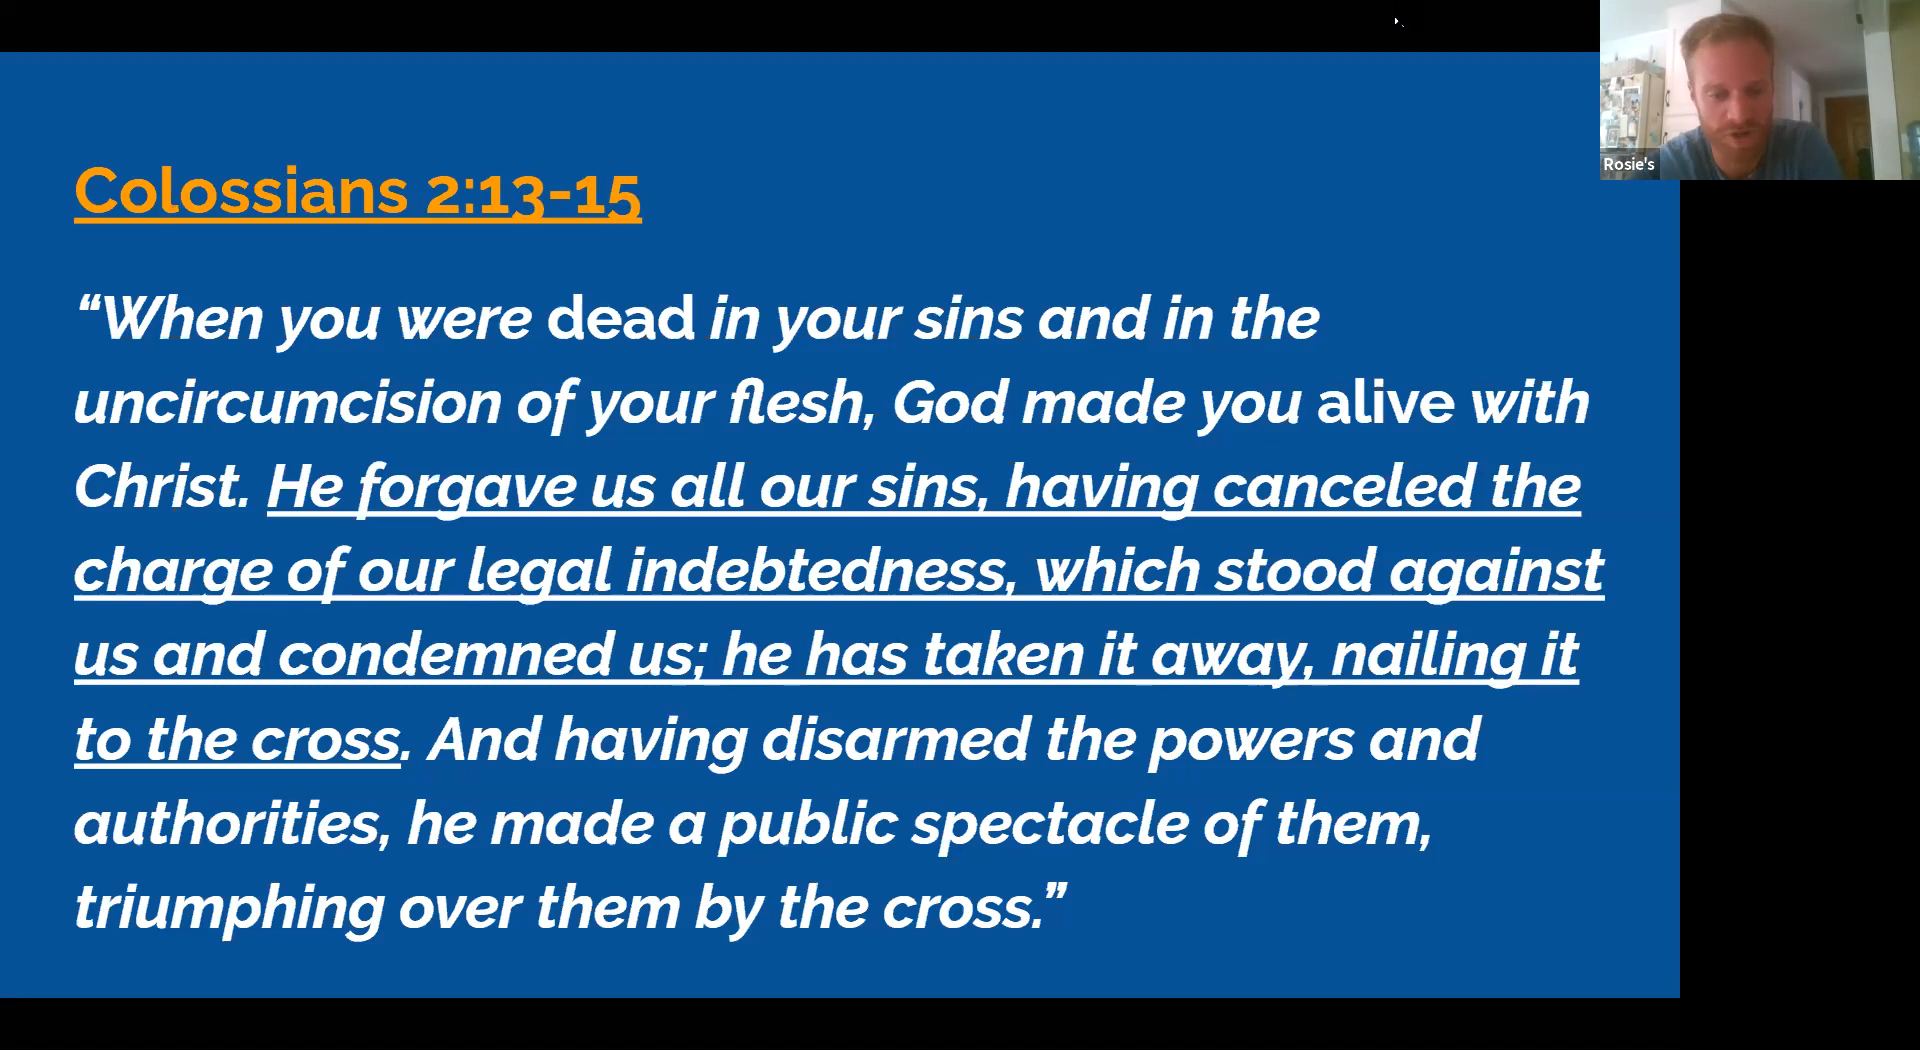 Colossians 2:13-15
“When you were dead in your sins and in the
uncircumcision of your flesh, God made you alive with
Christ. He forgave us all our sins, having canceled the
charge of our legal indebtedness, which stood against
us and condemned us; he has taken it away, nailing it
to the cross. And having disarmed the powers and
authorities, he made a public spectacle of them,
triumphing over them by the cross.”
Rosie's